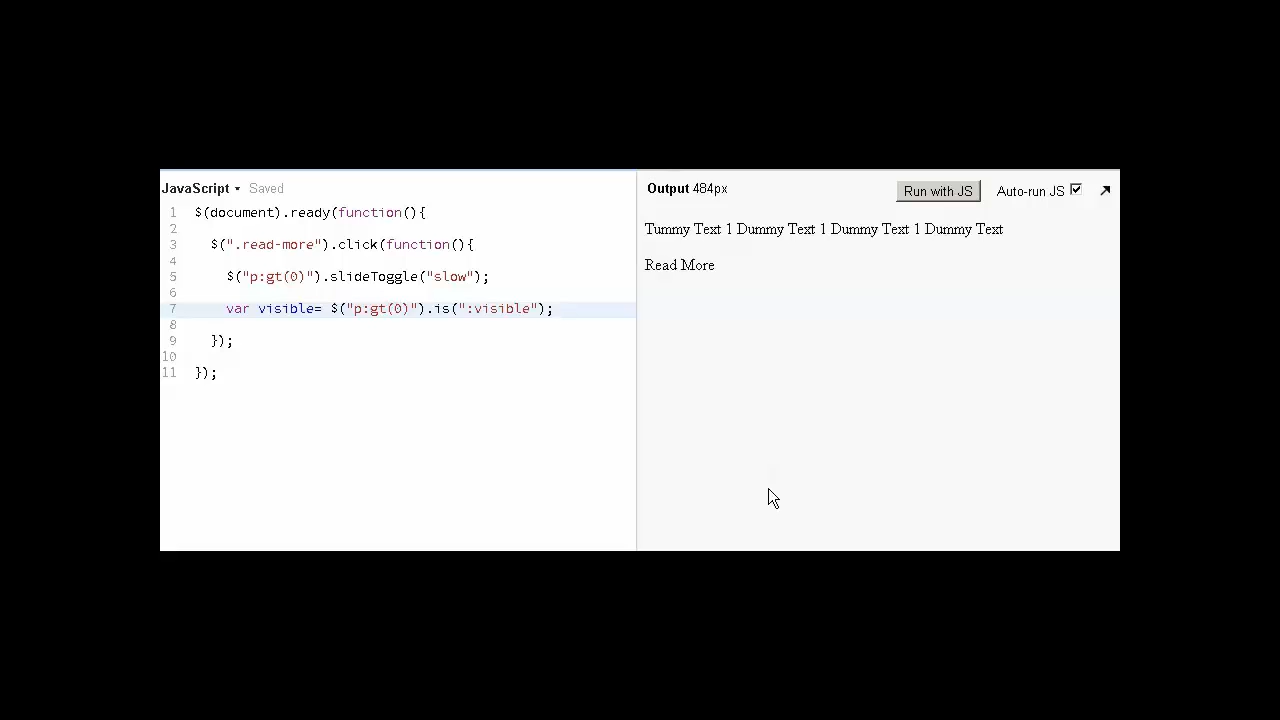 JavaScript Saved
1 $(document).ready(function(){
2
3 $(".read-more").click(function(){
4
5 $("p:gt(0)").slideToggle("slow");
6
7 var visible= $("p:gt(0)").is(":visible");
8
9 });
10
11 });
Output 484px Run with JS Auto-run JS
Tummy Text 1 Dummy Text 1 Dummy Text 1 Dummy Text
Read More